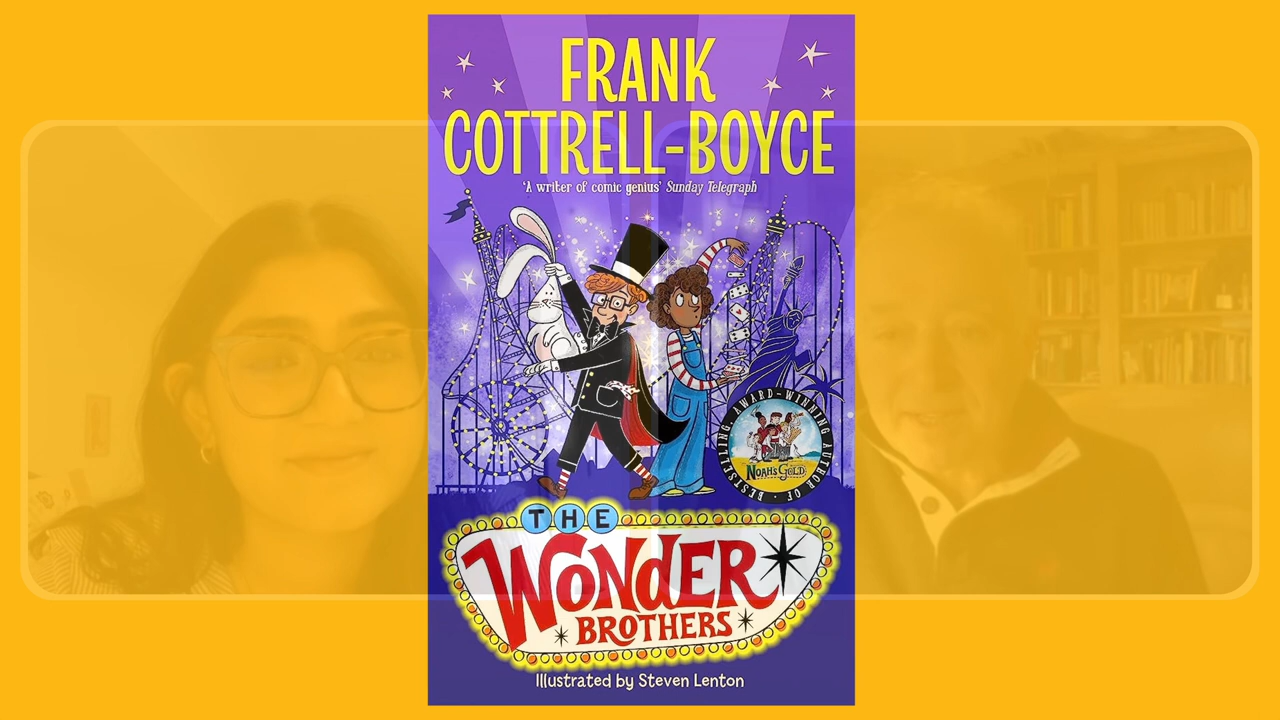 FRANK
COTTRELL-BOYCE
'A writer of comic genius' Sunday Telegraph
BESTSELLING, AWARD-WINNING AUTHOR OF
NOAH'S GOLD
THE
WONdER
BROTHERS
Illustrated by Steven Lenton